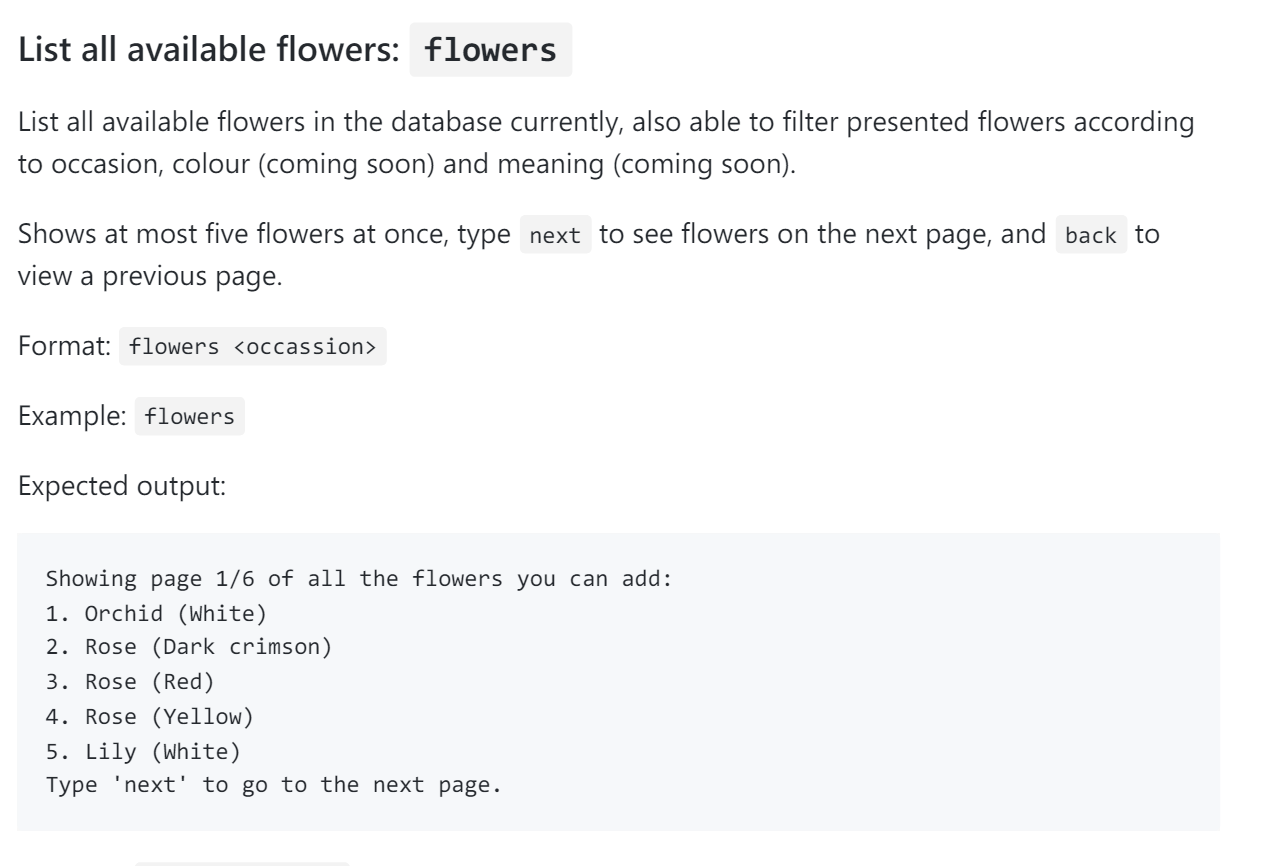 List all available flowers: flowers
List all available flowers in the database currently, also able to filter presented flowers according
to occasion, colour (coming soon) and meaning (coming soon).
Shows at most five flowers at once, type next to see flowers on the next page, and back to
view a previous page.
Format: flowers <occassion>
Example: flowers
Expected output:
Showing page 1/6 of all the flowers you can add:
1. Orchid (White)
2. Rose (Dark crimson)
3. Rose (Red)
4. Rose (Yellow)
5. Lily (White)
Type 'next' to go to the next page.